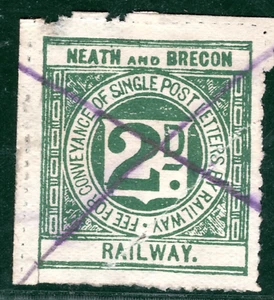 NEATH AND BRECON
FEE FOR CONVEYANCE OF SINGLE POST LETTERS BY RAILWAY
2D.
RAILWAY.